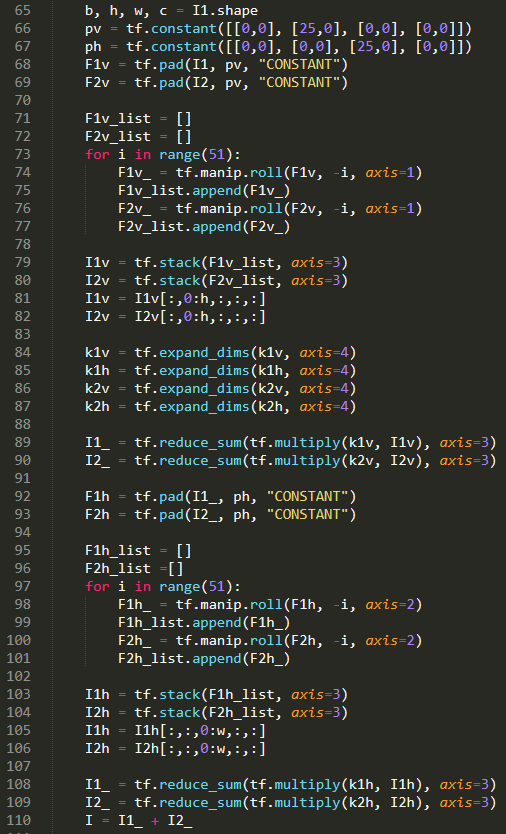 65 b, h, w, c = I1.shape
66 pv = tf.constant([[0,0], [25,0], [0,0], [0,0]])
67 ph = tf.constant([[0,0], [0,0], [25,0], [0,0]])
68 F1v = tf.pad(I1, pv, "CONSTANT")
69 F2v = tf.pad(I2, pv, "CONSTANT")
70
71 F1v_list = []
72 F2v_list = []
73 for i in range(51):
74 F1v_ = tf.manip.roll(F1v, -i, axis=1)
75 F1v_list.append(F1v_)
76 F2v_ = tf.manip.roll(F2v, -i, axis=1)
77 F2v_list.append(F2v_)
78
79 I1v = tf.stack(F1v_list, axis=3)
80 I2v = tf.stack(F2v_list, axis=3)
81 I1v = I1v[:,0:h,:,:,:]
82 I2v = I2v[:,0:h,:,:,:]
83
84 k1v = tf.expand_dims(k1v, axis=4)
85 k1h = tf.expand_dims(k1h, axis=4)
86 k2v = tf.expand_dims(k2v, axis=4)
87 k2h = tf.expand_dims(k2h, axis=4)
88
89 I1_ = tf.reduce_sum(tf.multiply(k1v, I1v), axis=3)
90 I2_ = tf.reduce_sum(tf.multiply(k2v, I2v), axis=3)
91
92 F1h = tf.pad(I1_, ph, "CONSTANT")
93 F2h = tf.pad(I2_, ph, "CONSTANT")
94
95 F1h_list = []
96 F2h_list =[]
97 for i in range(51):
98 F1h_ = tf.manip.roll(F1h, -i, axis=2)
99 F1h_list.append(F1h_)
100 F2h_ = tf.manip.roll(F2h, -i, axis=2)
101 F2h_list.append(F2h_)
102
103 I1h = tf.stack(F1h_list, axis=3)
104 I2h = tf.stack(F2h_list, axis=3)
105 I1h = I1h[:,:,0:w,:,:]
106 I2h = I2h[:,:,0:w,:,:]
107
108 I1_ = tf.reduce_sum(tf.multiply(k1h, I1h), axis=3)
109 I2_ = tf.reduce_sum(tf.multiply(k2h, I2h), axis=3)
110 I = I1_ + I2_